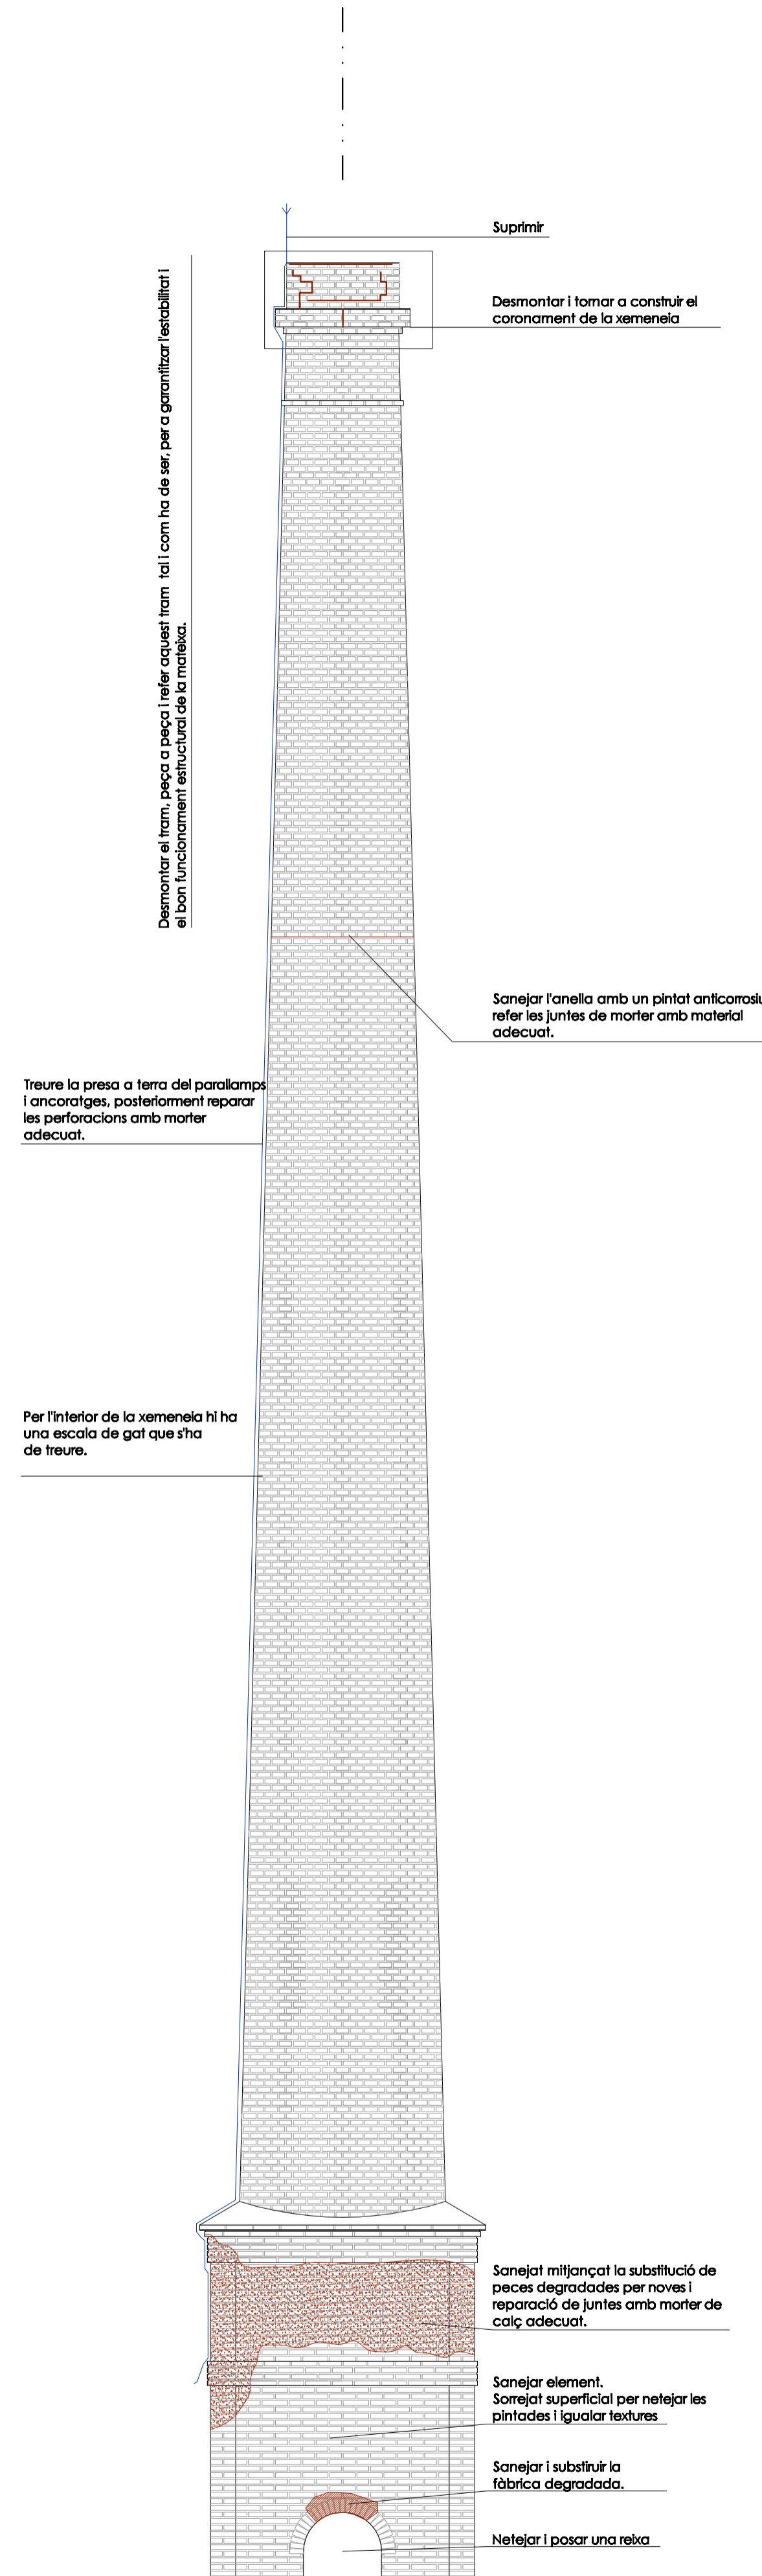 Suprimir
Desmontar i tornar a construir el
coronament de la xemeneia
Desmontar el tram, peça a peça i refer aquest tram tal i com ha de ser, per a garantitzar l'estabilitat i
el bon funcionament estructural de la mateixa.
Sanejar l'anella amb un pintat anticorrosiu
refer les juntes de morter amb material
adecuat.
Treure la presa a terra del parallamps
i ancoratges, posteriorment reparar
les perforacions amb morter
adecuat.
Per l'interior de la xemeneia hi ha
una escala de gat que s'ha
de treure.
Sanejat mitjançat la substitució de
peces degradades per noves i
reparació de juntes amb morter de
calç adecuat.
Sanejar element.
Sorrejat superficial per netejar les
pintades i igualar textures
Sanejar i substiruir la
fàbrica degradada.
Netejar i posar una reixa